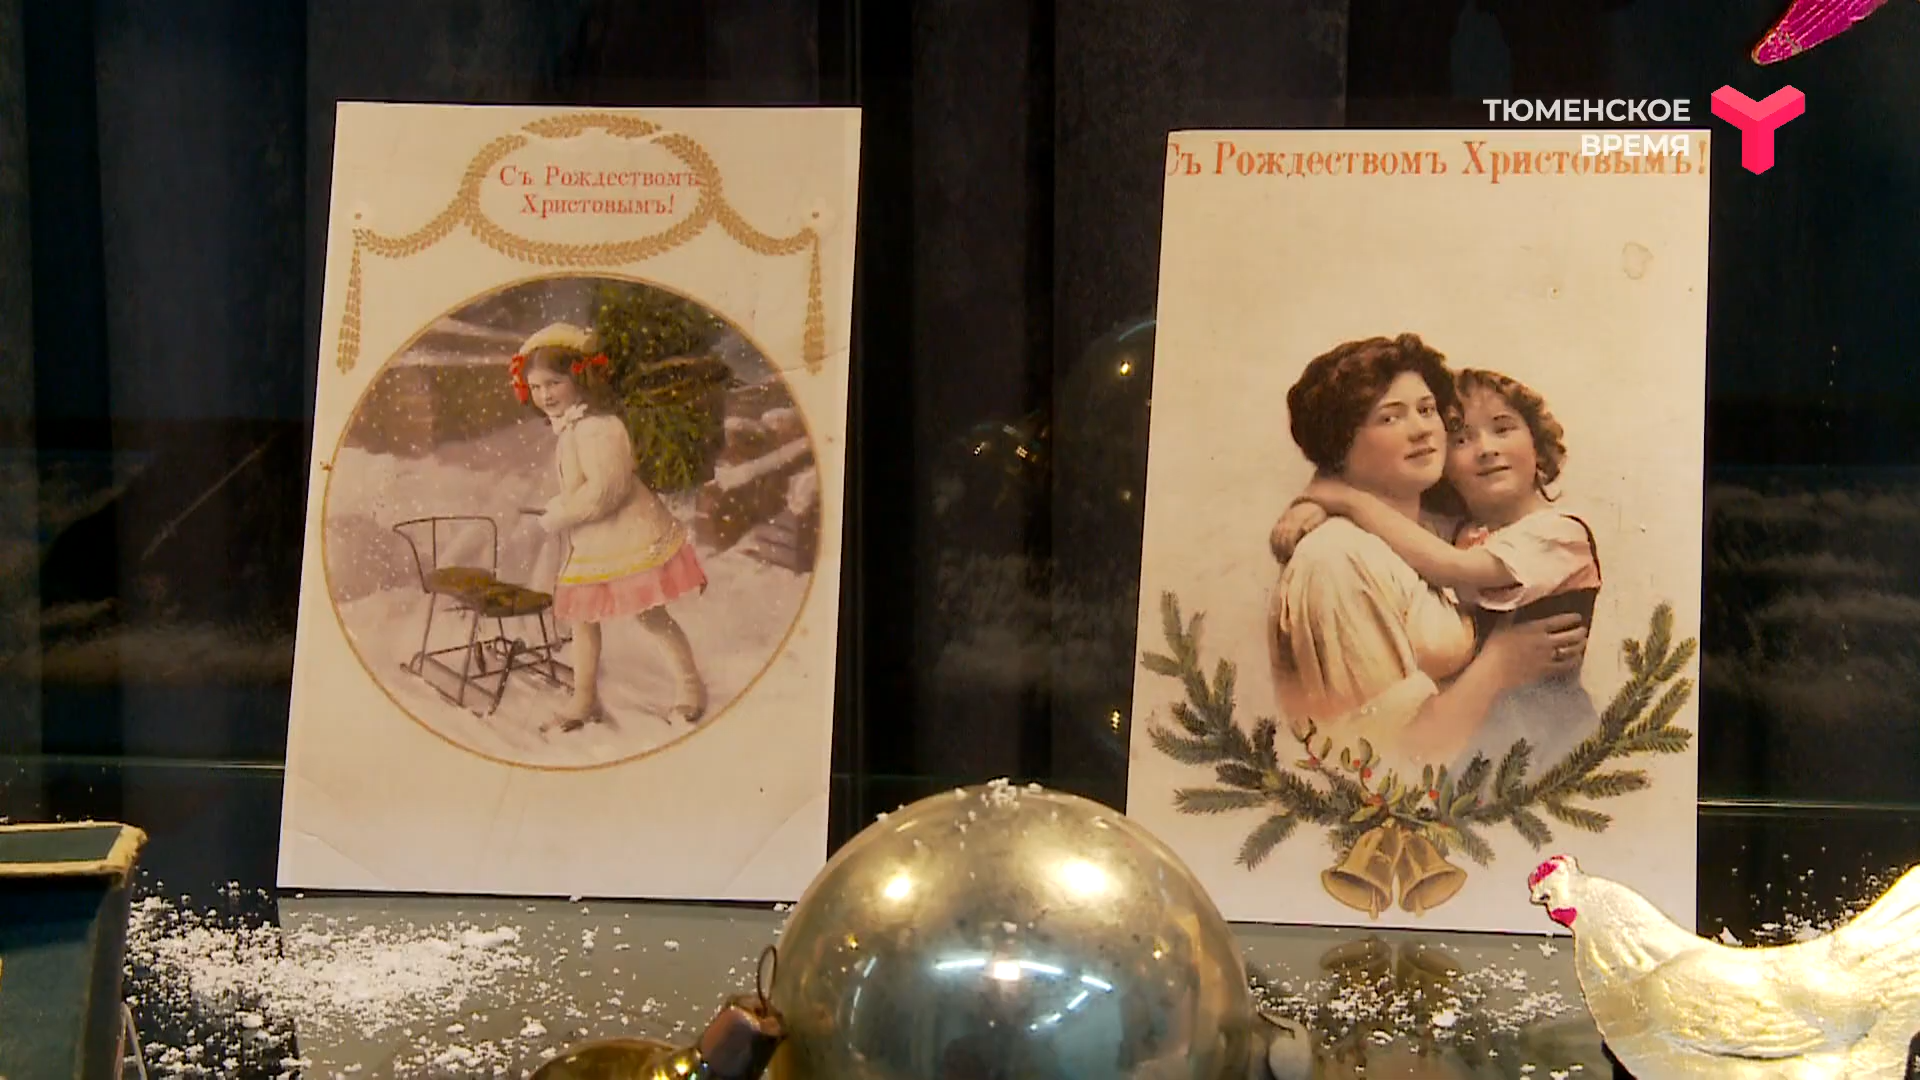 Съ Рождествомъ
Христовымъ!
Съ Рождествомъ Христовымъ!
ТЮМЕНСКОЕ
ВРЕМЯ